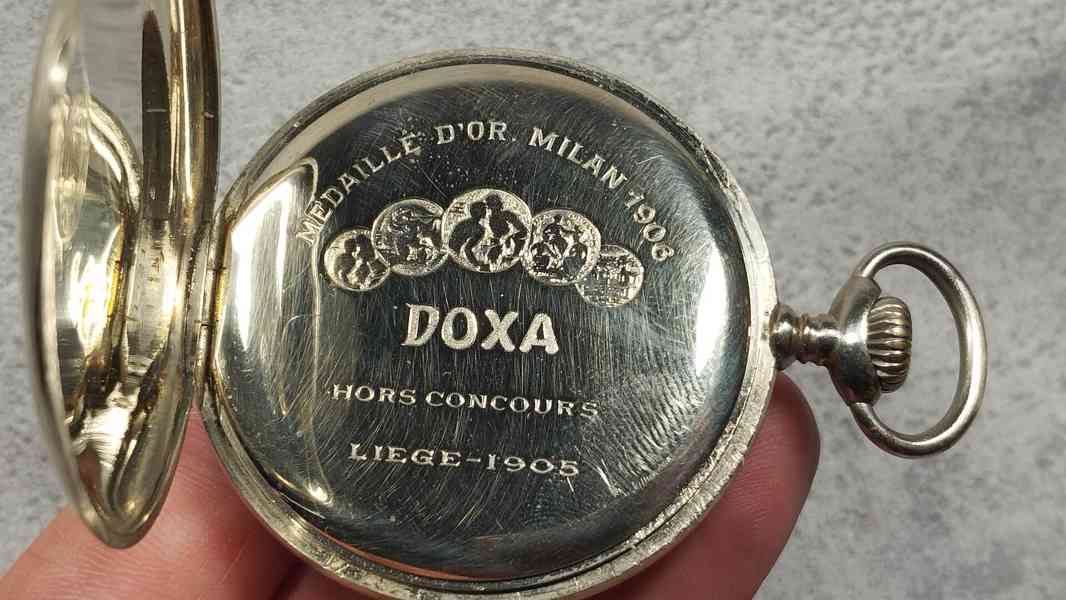 MEDAILLE D'OR. MILAN 1906
DOXA
HORS CONCOURS
LIEGE-1905